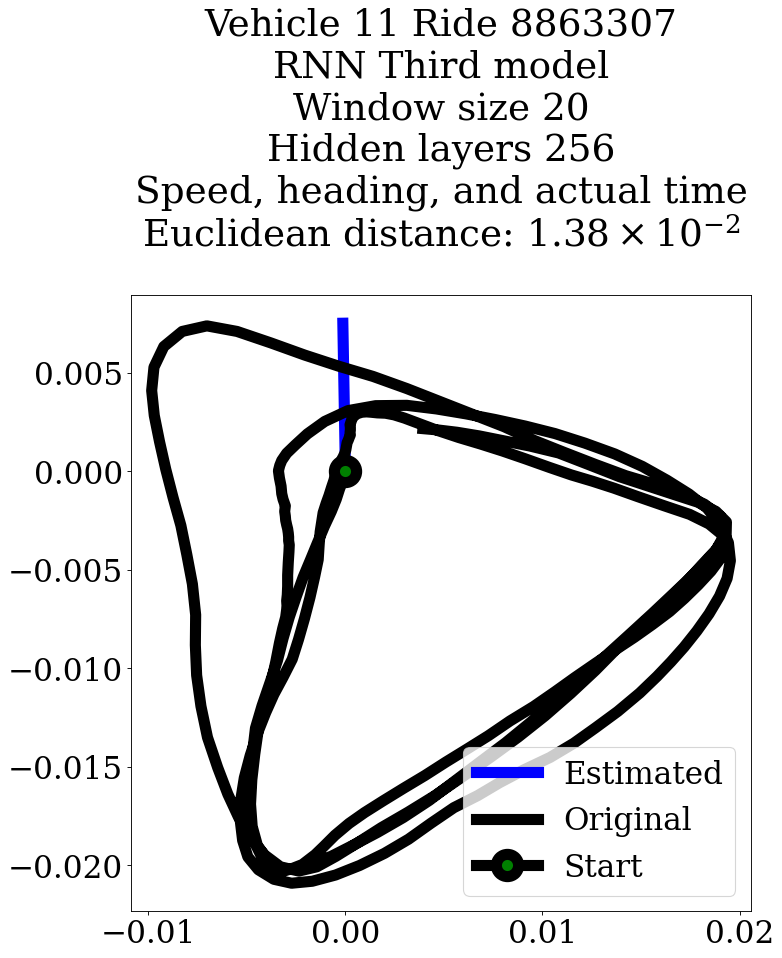 Vehicle 11 Ride 8863307
RNN Third model
Window size 20
Hidden layers 256
Speed, heading, and actual time
Euclidean distance: 1.38 × 10⁻²
0.005
0.000
−0.005
−0.010
−0.015
−0.020
Estimated
Original
Start
−0.01
0.00
0.01
0.02